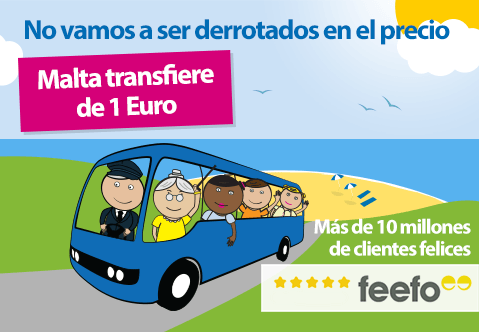 No vamos a ser derrotados en el precio
Malta transfiere
de 1 Euro
Más de 10 millones
de clientes felices
feefo